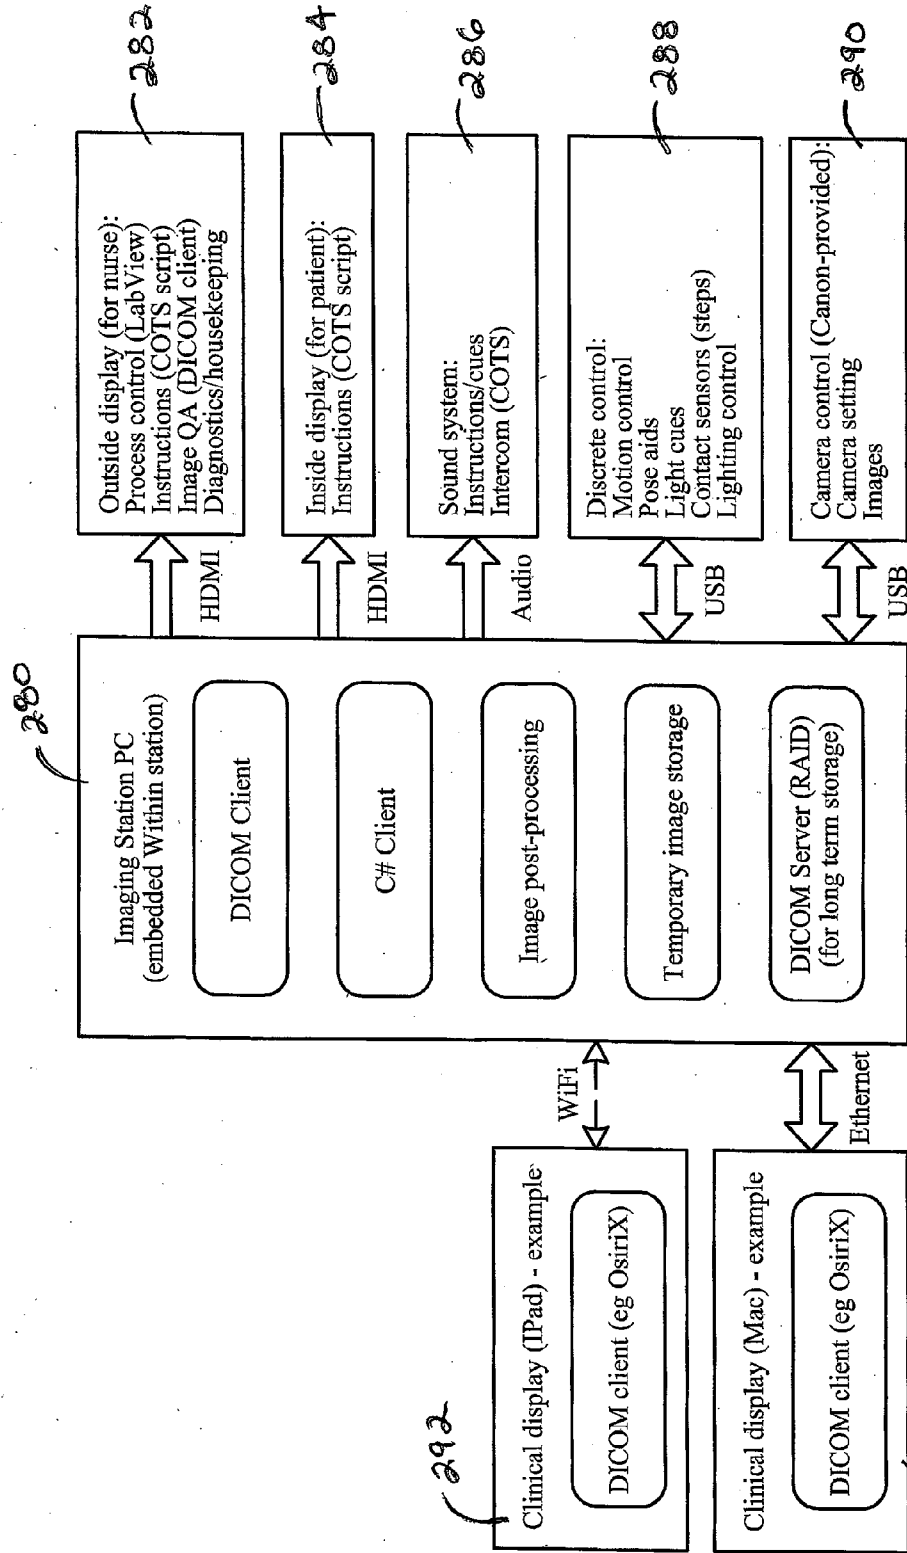 280
Imaging Station PC
(embedded Within station)
DICOM Client
C# Client
Image post-processing
Temporary image storage
DICOM Server (RAID)
(for long term storage)
HDMI
Outside display (for nurse):
Process control (LabView)
Instructions (COTS script)
Image QA (DICOM client)
Diagnostics/housekeeping
282
HDMI
Inside display (for patient):
Instructions (COTS script)
284
Audio
Sound system:
Instructions/cues
Intercom (COTS)
286
USB
Discrete control:
Motion control
Pose aids
Light cues
Contact sensors (steps)
Lighting control
288
USB
Camera control (Canon-provided):
Camera setting
Images
290
WiFi
292
Clinical display (IPad) - example
DICOM client (eg OsiriX)
Ethernet
Clinical display (Mac) - example
DICOM client (eg OsiriX)